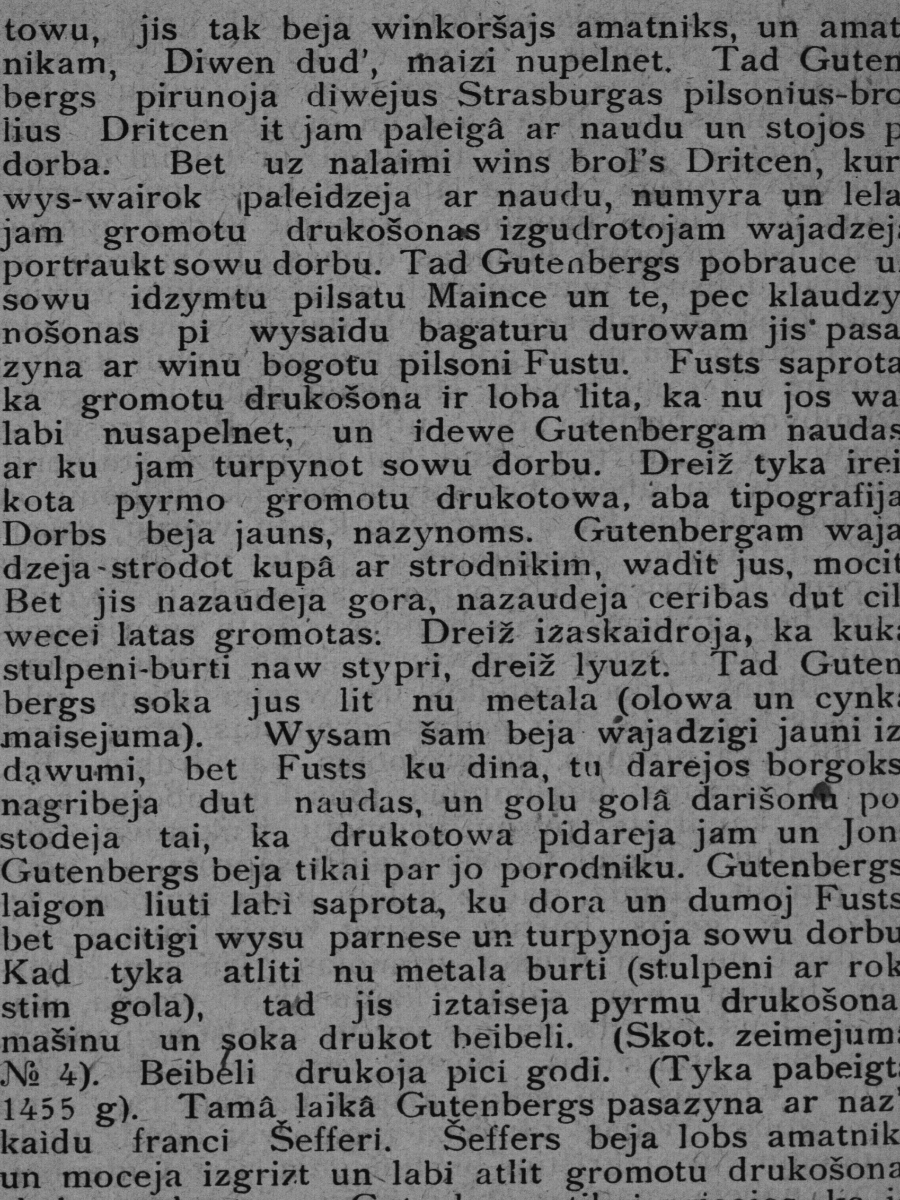 towu, jis tak beja winkoršajs amatniks, un amat
nikam, Diwen dud', maizi nupelnet. Tad Guten
bergs pirunoja diwejus Strasburgas pilsonius-bro
lius Dritcen it jam paleigâ ar naudu un stojos p
dorba. Bet uz nalaimi wins brol's Dritcen, kur
wys-wairok paleidzeja ar naudu, numyra un lela
jam gromotu drukošonas izgudrotojam wajadzej
portraukt sowu dorbu. Tad Gutenbergs pobrauce u
sowu idzymtu pilsatu Maince un te, pec klaudzy
nošonas pi wysaidu bagaturu durowam jis pasa
zyna ar winu bogotu pilsoni Fustu. Fusts saprota
ka gromotu drukošona ir loba lita, ka nu jos wa
labi nusapelnet, un idewe Gutenbergam naudas
ar ku jam turpynot sowu dorbu. Dreiž tyka irei
kota pyrmo gromotu drukotowa, aba tipografija
Dorbs beja jauns, nazynoms. Gutenbergam waja
dzeja-strodot kupâ ar strodnikim, wadit jus, mocit
Bet jis nazaudeja gora, nazaudeja ceribas dut cil
wecei latas gromotas. Dreiž izaskaidroja, ka kuk
stulpeni-burti naw stypri, dreiž lyuzt. Tad Guten
bergs soka jus lit nu metala (olowa un cynk
maisejuma). Wysam šam beja wajadzigi jauni iz
dawumi, bet Fusts ku dina, tu darejos borgoks
nagribeja dut naudas, un golu golâ darišonu po
stodeja tai, ka drukotowa pidareja jam un Jon
Gutenbergs beja tikai par jo porodniku. Gutenbergs
laigon liuti labi saprota, ku dora un dumoj Fusts
bet pacitigi wysu parnese un turpynoja sowu dorbu
Kad tyka atliti nu metala burti (stulpeni ar rok
stim gola), tad jis iztaiseja pyrmu drukošona
mašinu un soka drukot beibeli. (Skot. zeimejum
№ 4). Beibeli drukoja pici godi. (Tyka pabeigt
1455 g). Tamâ laikâ Gutenbergs pasazyna ar naz'
kaidu franci Šefferi. Šeffers beja lobs amatnik
un moceja izgrizt un labi atlit gromotu drukošona